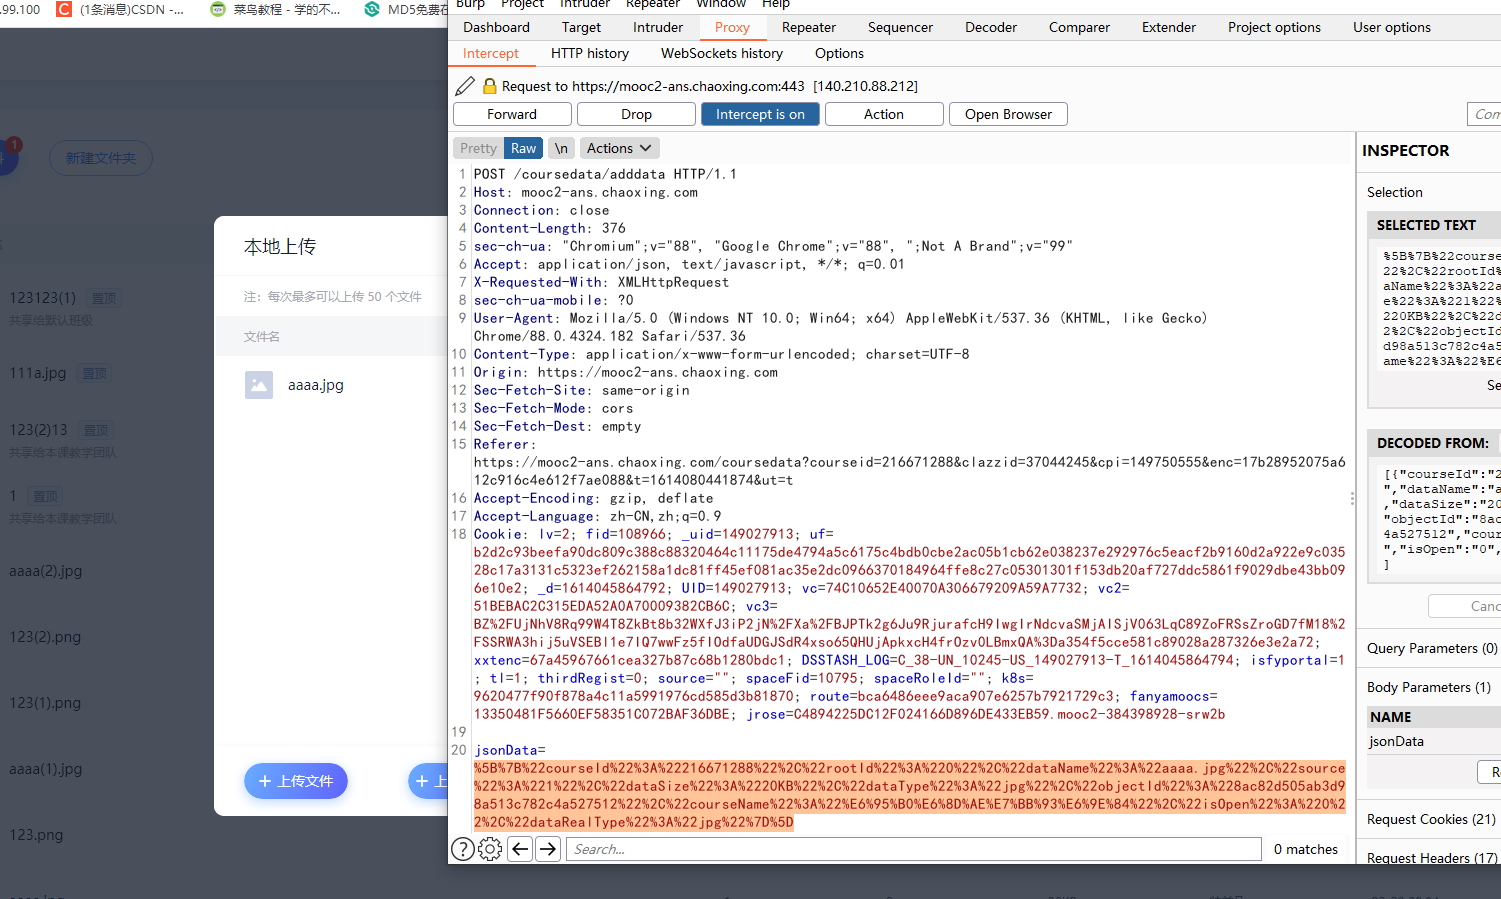 .99.100 (1条消息)CSDN -,... 菜鸟教程 - 学的不... MD5免费在
Burp Project Intruder Repeater Window Help
Dashboard Target Intruder Proxy Repeater Sequencer Decoder Comparer Extender Project options User options
Intercept HTTP history WebSockets history Options
Request to https://mooc2-ans.chaoxing.com:443 [140.210.88.212]
Forward Drop Intercept is on Action Open Browser Com
Pretty Raw \n Actions
INSPECTOR
1 POST /coursedata/adddata HTTP/1.1
2 Host: mooc2-ans.chaoxing.com
3 Connection: close
4 Content-Length: 376
5 sec-ch-ua: "Chromium";v="88", "Google Chrome";v="88", ";Not A Brand";v="99"
6 Accept: application/json, text/javascript, */*; q=0.01
7 X-Requested-With: XMLHttpRequest
8 sec-ch-ua-mobile: ?0
9 User-Agent: Mozilla/5.0 (Windows NT 10.0; Win64; x64) AppleWebKit/537.36 (KHTML, like Gecko)
Chrome/88.0.4324.182 Safari/537.36
10 Content-Type: application/x-www-form-urlencoded; charset=UTF-8
11 Origin: https://mooc2-ans.chaoxing.com
12 Sec-Fetch-Site: same-origin
13 Sec-Fetch-Mode: cors
14 Sec-Fetch-Dest: empty
15 Referer:
https://mooc2-ans.chaoxing.com/coursedata?courseid=216671288&clazzid=37044245&cpi=149750555&enc=17b28952075a6
12c916c4e612f7ae088&t=1614080441874&ut=t
16 Accept-Encoding: gzip, deflate
17 Accept-Language: zh-CN,zh;q=0.9
18 Cookie: lv=2; fid=108966; _uid=149027913; uf=
b2d2c93beefa90dc809c388c88320464c11175de4794a5c6175c4bdb0cbe2ac05b1cb62e038237e292976c5eacf2b9160d2a922e9c035
28c17a3131c5323ef262158a1dc81ff45ef081ac35e2dc0966370184964ffe8c27c05301301f153db20af727ddc5861f9029dbe43bb09
6e10e2; _d=1614045864792; UID=149027913; vc=74C10652E40070A306679209A59A7732; vc2=
51BEBAC2C315EDA52A0A70009382CB6C; vc3=
BZ%2FUjNhV8Rq99W4T8ZkBt8b32WXfJ3iP2jN%2FXa%2FBJPTk2g6Ju9RjurafcH9IwgIrNdcvaSMjAISjVO63LqC89ZoFRSsZroGD7fM18%2
FSSRWA3hij5uVSEBl1e7lQ7wwFz5flOdfaUDGJSdR4xso65QHUjApkxcH4frOzvOLBmxQA%3Da354f5cce581c89028a287326e3e2a72;
xxtenc=67a45967661cea327b87c68b1280bdc1; DSSTASH_LOG=C_38-UN_10245-US_149027913-T_1614045864794; isfyportal=1
; tl=1; thirdRegist=0; source=""; spaceFid=10795; spaceRoleId=""; k8s=
9620477f90f878a4c11a5991976cd585d3b81870; route=bca6486eee9aca907e6257b7921729c3; fanyamoocs=
13350481F5660EF58351C072BAF36DBE; jrose=C4894225DC12F024166D896DE433EB59.mooc2-384398928-srw2b
19
20 jsonData=
%5B%7B%22courseId%22%3A%22216671288%22%2C%22rootId%22%3A%220%22%2C%22dataName%22%3A%22aaaa.jpg%22%2C%22source
%22%3A%221%22%2C%22dataSize%22%3A%2220KB%22%2C%22dataType%22%3A%22jpg%22%2C%22objectId%22%3A%228ac82d505ab3d9
8a513c782c4a527512%22%2C%22courseName%22%3A%22%E6%95%B0%E6%8D%AE%E7%BB%93%E6%9E%84%22%2C%22isOpen%22%3A%220%2
2%2C%22dataRealType%22%3A%22jpg%22%7D%5D
Search... 0 matches
Selection
SELECTED TEXT
%5B%7B%22course
22%2C%22rootId%
aName%22%3A%22a
e%22%3A%221%22%
220KB%22%2C%22d
2%2C%22objectId
d98a513c782c4a5
ame%22%3A%22%E6
Se
DECODED FROM:
[{"courseId":"2
","dataName":"a
,"dataSize":"20
"objectId":"8ac
4a527512","cour
","isOpen":"0",
]
Canc
Query Parameters (0)
Body Parameters (1)
NAME
jsonData
R
Request Cookies (21)
Request Headers (17)
1
新建文件夹
123123(1) 置顶
共享给默认班级
111a.jpg 置顶
123(2)13 置顶
共享给本课教学团队
1 置顶
共享给本课教学团队
aaaa(2).jpg
123(2).png
123(1).png
aaaa(1).jpg
123.png
本地上传
注: 每次最多可以上传 50 个文件
文件名
aaaa.jpg
+ 上传文件 + 上